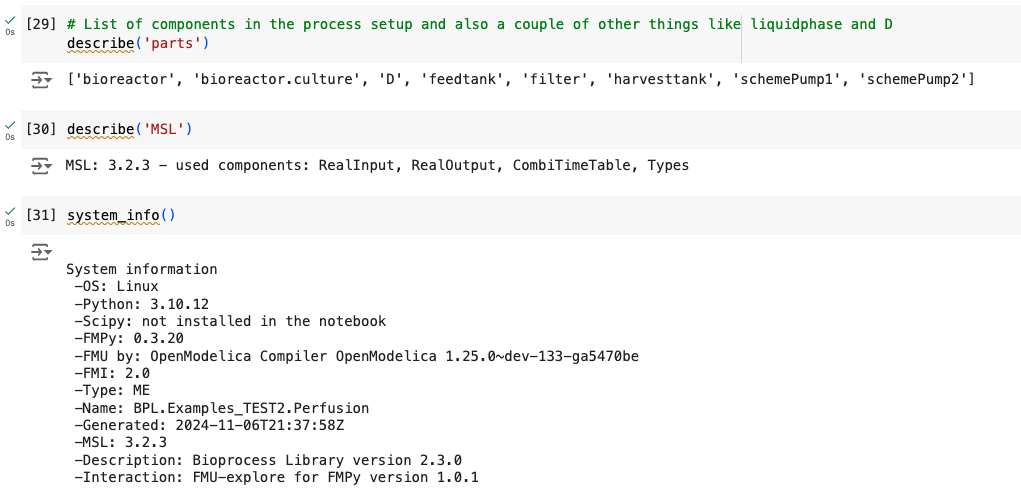 [29] # List of components in the process setup and also a couple of other things like liquidphase and D
describe('parts')
0s
['bioreactor', 'bioreactor.culture', 'D', 'feedtank', 'filter', 'harvesttank', 'schemePump1', 'schemePump2']
[30] describe('MSL')
0s
MSL: 3.2.3 – used components: RealInput, RealOutput, CombiTimeTable, Types
[31] system_info()
0s
System information
-OS: Linux
-Python: 3.10.12
-Scipy: not installed in the notebook
-FMPy: 0.3.20
-FMU by: OpenModelica Compiler OpenModelica 1.25.0~dev-133-ga5470be
-FMI: 2.0
-Type: ME
-Name: BPL.Examples_TEST2.Perfusion
-Generated: 2024-11-06T21:37:58Z
-MSL: 3.2.3
-Description: Bioprocess Library version 2.3.0
-Interaction: FMU-explore for FMPy version 1.0.1